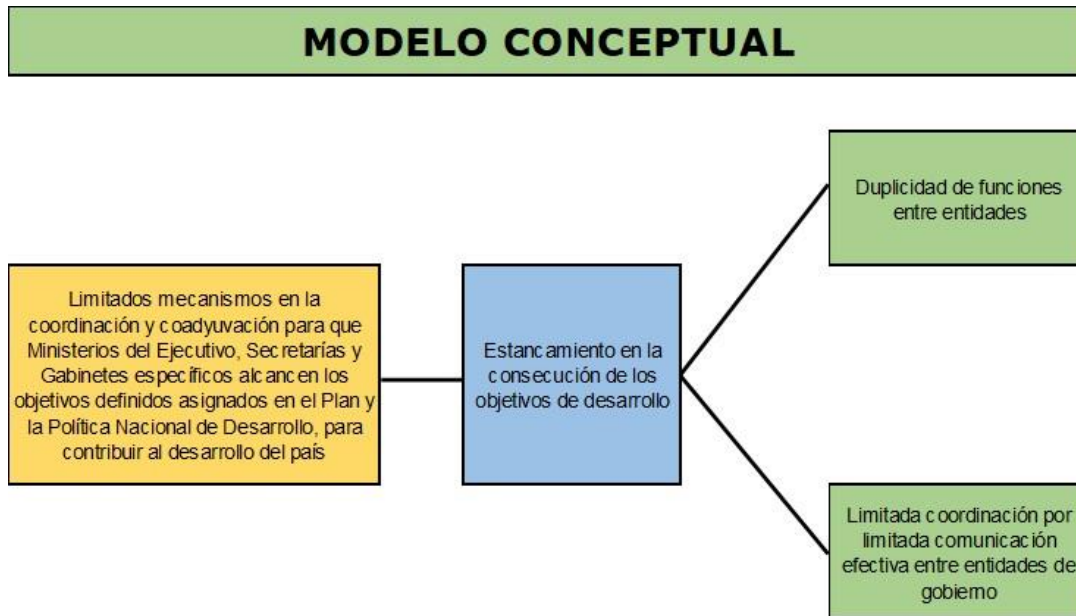 MODELO CONCEPTUAL
Duplicidad de funciones
entre entidades
Limitados mecanismos en la
coordinación y coadyuvación para que
Ministerios del Ejecutivo, Secretarías y
Gabinetes específicos alcancen los
objetivos definidos asignados en el Plan y
la Política Nacional de Desarrollo, para
contribuir al desarrollo del país
Estancamiento en la
consecución de los
objetivos de desarrollo
Limitada coordinación por
limitada comunicación
efectiva entre entidades de
gobierno